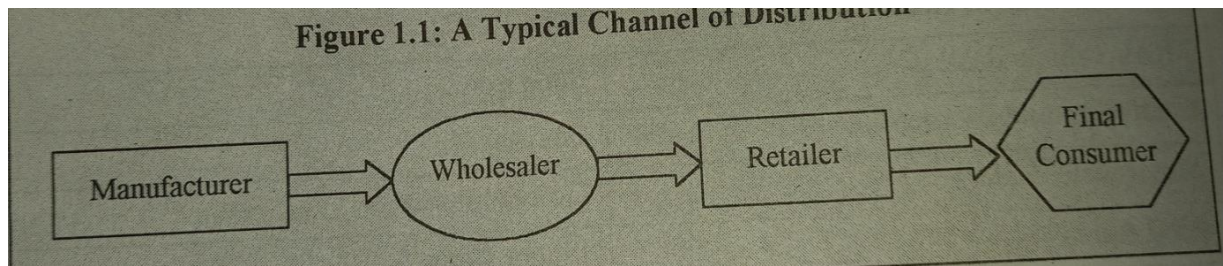 Figure 1.1: A Typical Channel of Distribution
Manufacturer
Wholesaler
Retailer
Final
Consumer